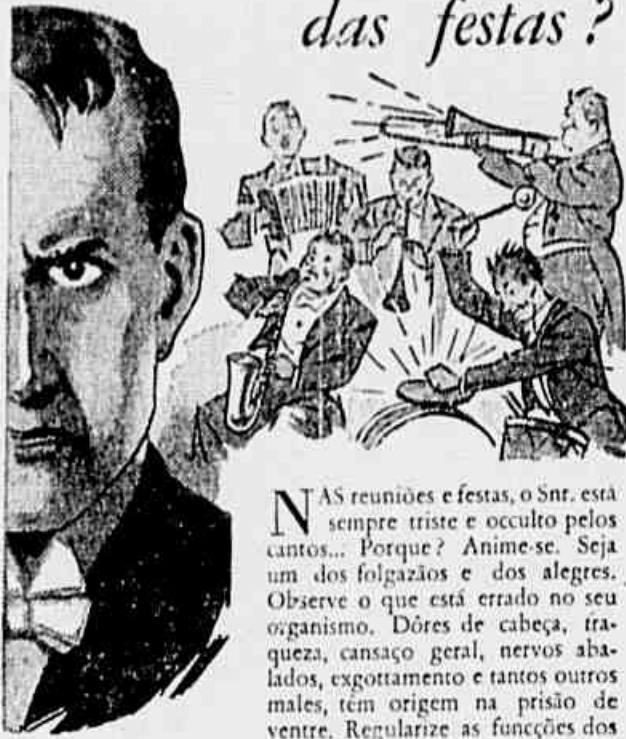 das festas?
NAS reuniões e festas, o Snr. está
sempre triste e occulto pelos
cantos... Porque? Anime-se. Seja
um dos folgazãos e dos alegres.
Observe o que está errado no seu
organismo. Dôres de cabeça, fra-
queza, cansaço geral, nervos aba-
lados, exgottamento e tantos outros
males, têm origem na prisão de
ventre. Regularize as funcções dos